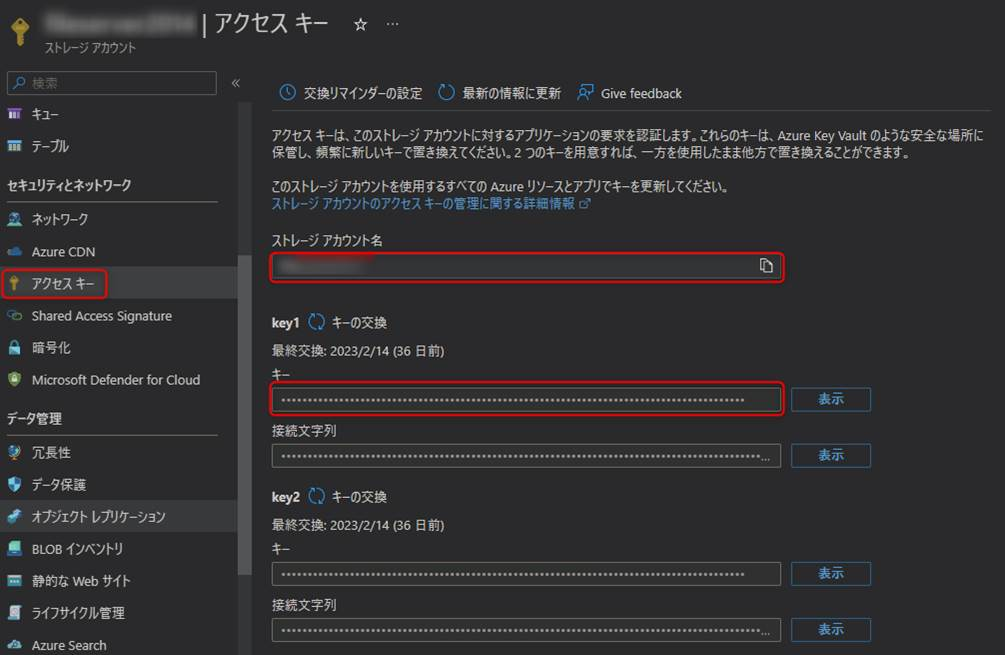 | アクセス キー ☆ …
ストレージ アカウント
検索
«
キュー
テーブル
セキュリティとネットワーク
ネットワーク
Azure CDN
アクセス キー
Shared Access Signature
暗号化
Microsoft Defender for Cloud
データ管理
冗長性
データ保護
オブジェクト レプリケーション
BLOB インベントリ
静的な Web サイト
ライフサイクル管理
Azure Search
交換リマインダーの設定 最新の情報に更新 Give feedback
アクセス キーは、このストレージ アカウントに対するアプリケーションの要求を認証します。これらのキーは、Azure Key Vault のような安全な場所に
保管し、頻繁に新しいキーで置き換えてください。2 つのキーを用意すれば、一方を使用したまま他方で置き換えることができます。
このストレージ アカウントを使用するすべての Azure リソースとアプリでキーを更新してください。
ストレージ アカウントのアクセス キーの管理に関する詳細情報
ストレージ アカウント名
key1 キーの交換
最終交換: 2023/2/14 (36 日前)
キー
表示
接続文字列
表示
key2 キーの交換
最終交換: 2023/2/14 (36 日前)
キー
表示
接続文字列
表示